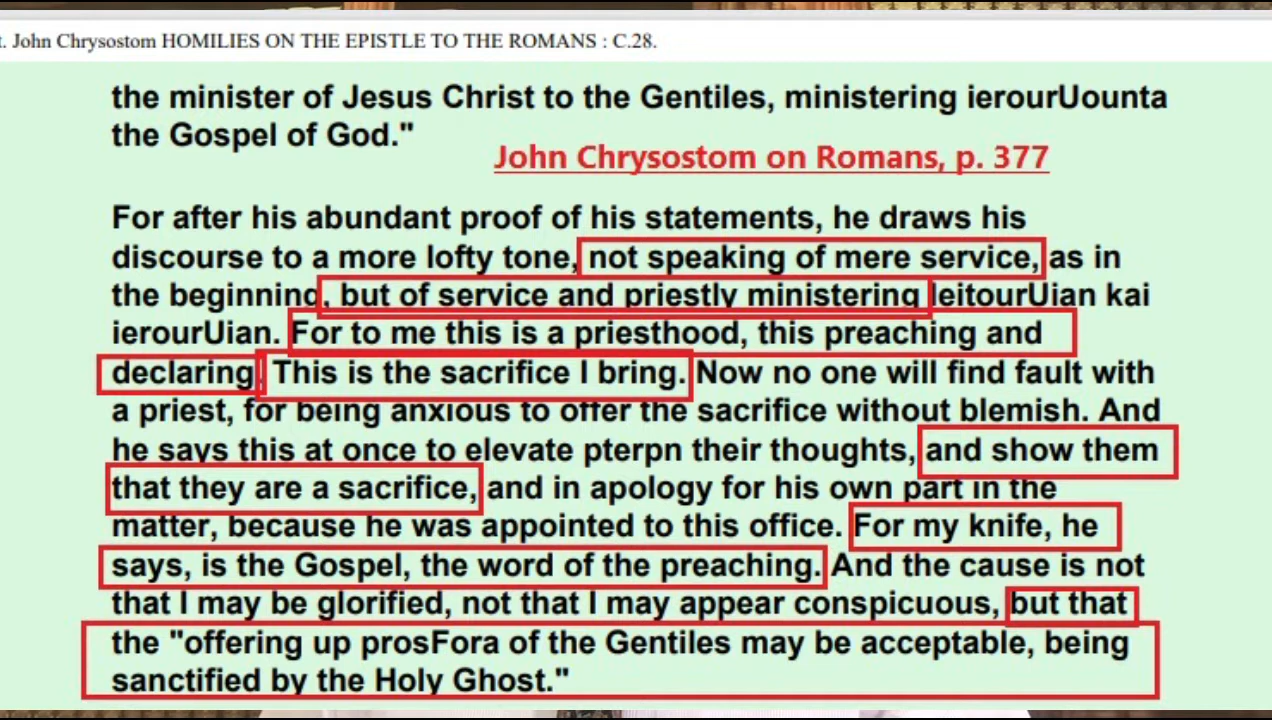 t. John Chrysostom HOMILIES ON THE EPISTLE TO THE ROMANS : C.28.
the minister of Jesus Christ to the Gentiles, ministering ierourUounta
the Gospel of God."
John Chrysostom on Romans, p. 377
For after his abundant proof of his statements, he draws his
discourse to a more lofty tone, not speaking of mere service, as in
the beginning, but of service and priestly ministering leitourUian kai
ierourUian. For to me this is a priesthood, this preaching and
declaring. This is the sacrifice I bring. Now no one will find fault with
a priest, for being anxious to offer the sacrifice without blemish. And
he says this at once to elevate pterpn their thoughts, and show them
that they are a sacrifice, and in apology for his own part in the
matter, because he was appointed to this office. For my knife, he
says, is the Gospel, the word of the preaching. And the cause is not
that I may be glorified, not that I may appear conspicuous, but that
the "offering up prosFora of the Gentiles may be acceptable, being
sanctified by the Holy Ghost."